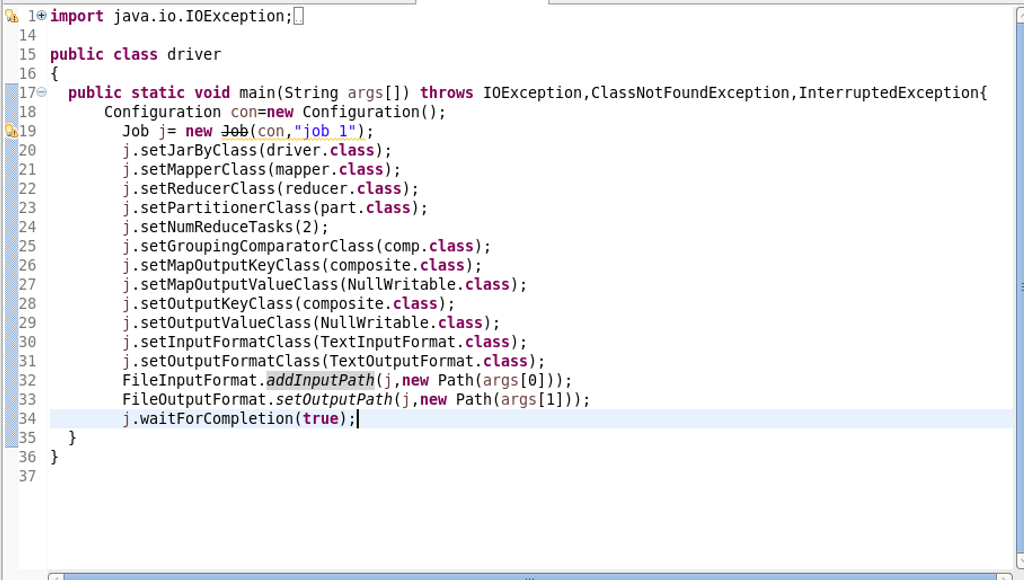 1 import java.io.IOException;
14
15 public class driver
16 {
17 public static void main(String args[]) throws IOException,ClassNotFoundException,InterruptedException{
18 Configuration con=new Configuration();
19 Job j= new Job(con,"job 1");
20 j.setJarByClass(driver.class);
21 j.setMapperClass(mapper.class);
22 j.setReducerClass(reducer.class);
23 j.setPartitionerClass(part.class);
24 j.setNumReduceTasks(2);
25 j.setGroupingComparatorClass(comp.class);
26 j.setMapOutputKeyClass(composite.class);
27 j.setMapOutputValueClass(NullWritable.class);
28 j.setOutputKeyClass(composite.class);
29 j.setOutputValueClass(NullWritable.class);
30 j.setInputFormatClass(TextInputFormat.class);
31 j.setOutputFormatClass(TextOutputFormat.class);
32 FileInputFormat.addInputPath(j,new Path(args[0]));
33 FileOutputFormat.setOutputPath(j,new Path(args[1]));
34 j.waitForCompletion(true);
35 }
36 }
37